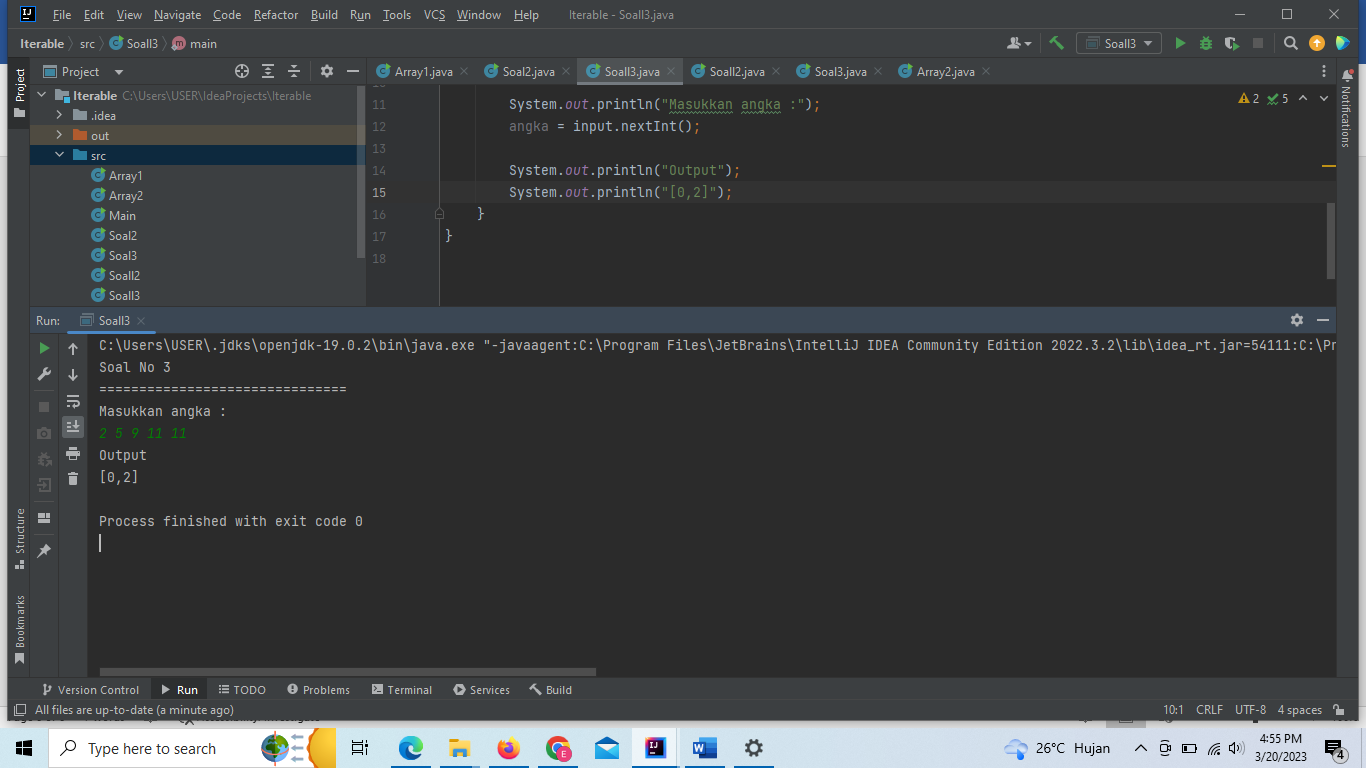 File Edit View Navigate Code Refactor Build Run Tools VCS Window Help Iterable - Soall3.java
Iterable src Soall3 main Soall3
Project Array1.java Soal2.java Soall3.java Soall2.java Soal3.java Array2.java
Project
Notifications
Iterable C:\Users\USER\IdeaProjects\Iterable
.idea
out
src
Array1
Array2
Main
Soal2
Soal3
Soall2
Soall3
2 5
11 System.out.println("Masukkan angka :");
12 angka = input.nextInt();
13
14 System.out.println("Output");
15 System.out.println("[0,2]");
16 }
17 }
18
Run: Soall3
C:\Users\USER\.jdks\openjdk-19.0.2\bin\java.exe "-javaagent:C:\Program Files\JetBrains\IntelliJ IDEA Community Edition 2022.3.2\lib\idea_rt.jar=54111:C:\Pr
Soal No 3
===============================
Masukkan angka :
2 5 9 11 11
Output
[0,2]
Process finished with exit code 0
Structure
Bookmarks
Version Control Run TODO Problems Terminal Services Build
All files are up-to-date (a minute ago) 10:1 CRLF UTF-8 4 spaces
Type here to search 26°C Hujan 4:55 PM
3/20/2023
4